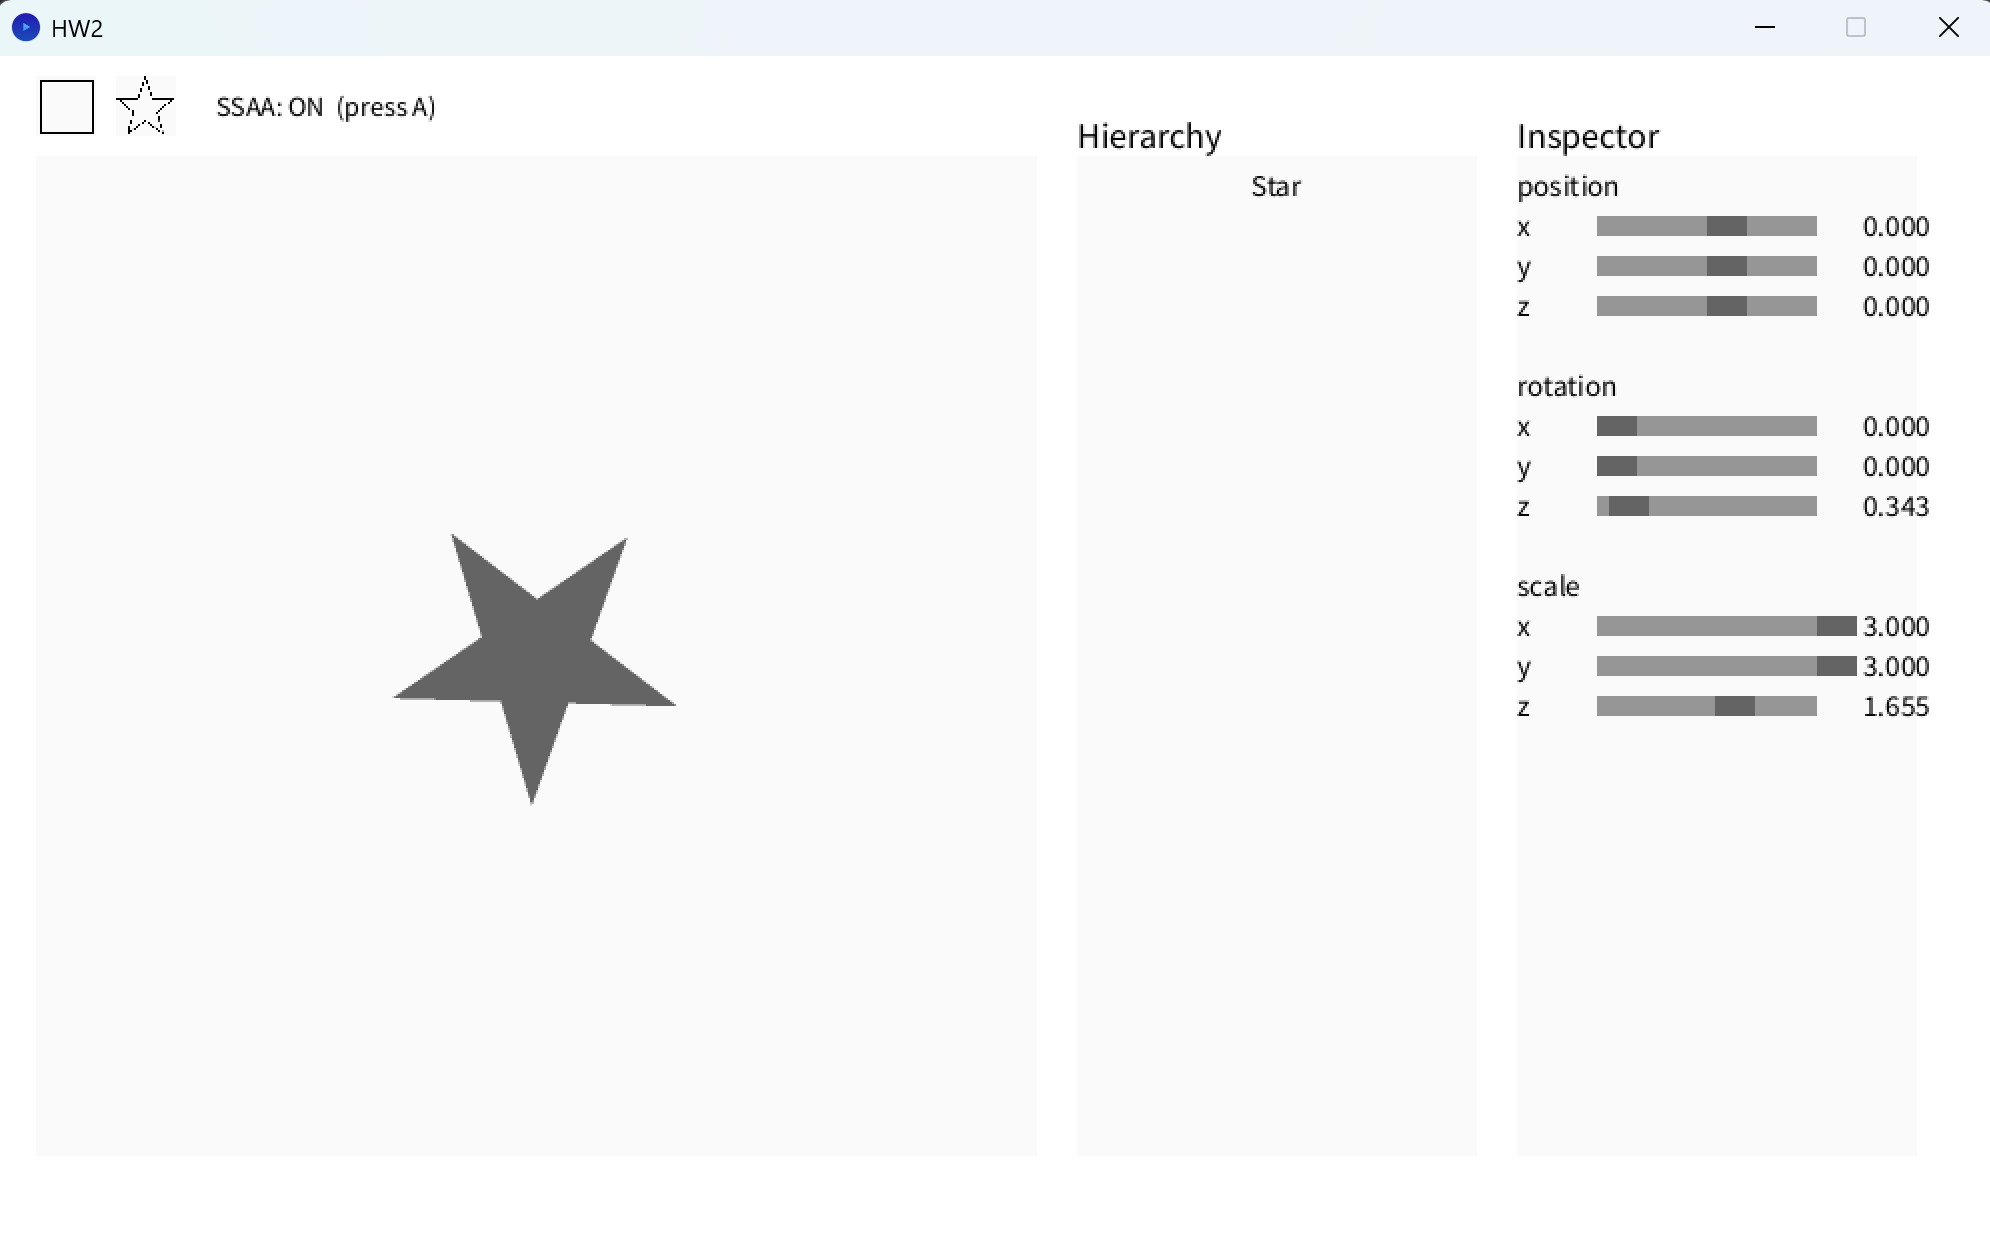 HW2
SSAA: ON (press A)
Hierarchy
Star
Inspector
position
x 0.000
y 0.000
z 0.000
rotation
x 0.000
y 0.000
z 0.343
scale
x 3.000
y 3.000
z 1.655